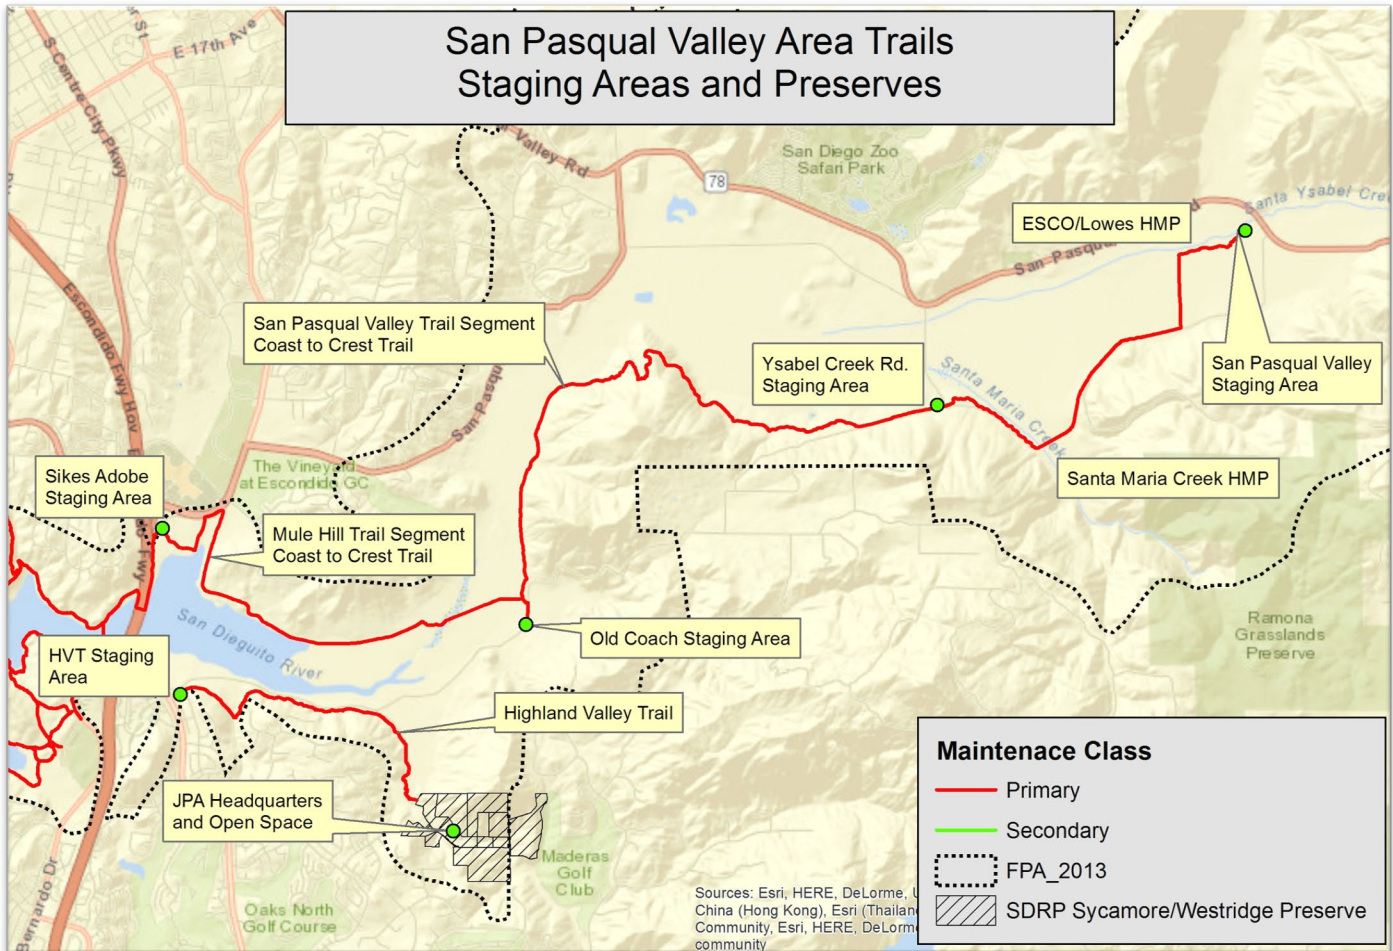 San Pasqual Valley Area Trails
Staging Areas and Preserves
E 17th Ave
S Centre City Pkwy
Valley Rd
78
San Diego Zoo
Safari Park
Santa Ysabel
ESCO/Lowes HMP
Escondido Fwy Hov
San Pasqual Valley Trail Segment
Coast to Crest Trail
Ysabel Creek Rd.
Staging Area
Santa Maria Creek
San Pasqual Valley
Staging Area
The Vineyard
at Escondido GC
Sikes Adobe
Staging Area
Santa Maria Creek HMP
Mule Hill Trail Segment
Coast to Crest Trail
Fwy
San Dieguito River
Old Coach Staging Area
Ramona
Grasslands
Preserve
HVT Staging
Area
Highland Valley Trail
JPA Headquarters
and Open Space
Maderas
Golf
Club
Oaks North
Golf Course
Bernardo Dr
Maintenace Class
Primary
Secondary
FPA_2013
SDRP Sycamore/Westridge Preserve
Sources: Esri, HERE, DeLorme,
China (Hong Kong), Esri
Community, Esri, HERE,
community